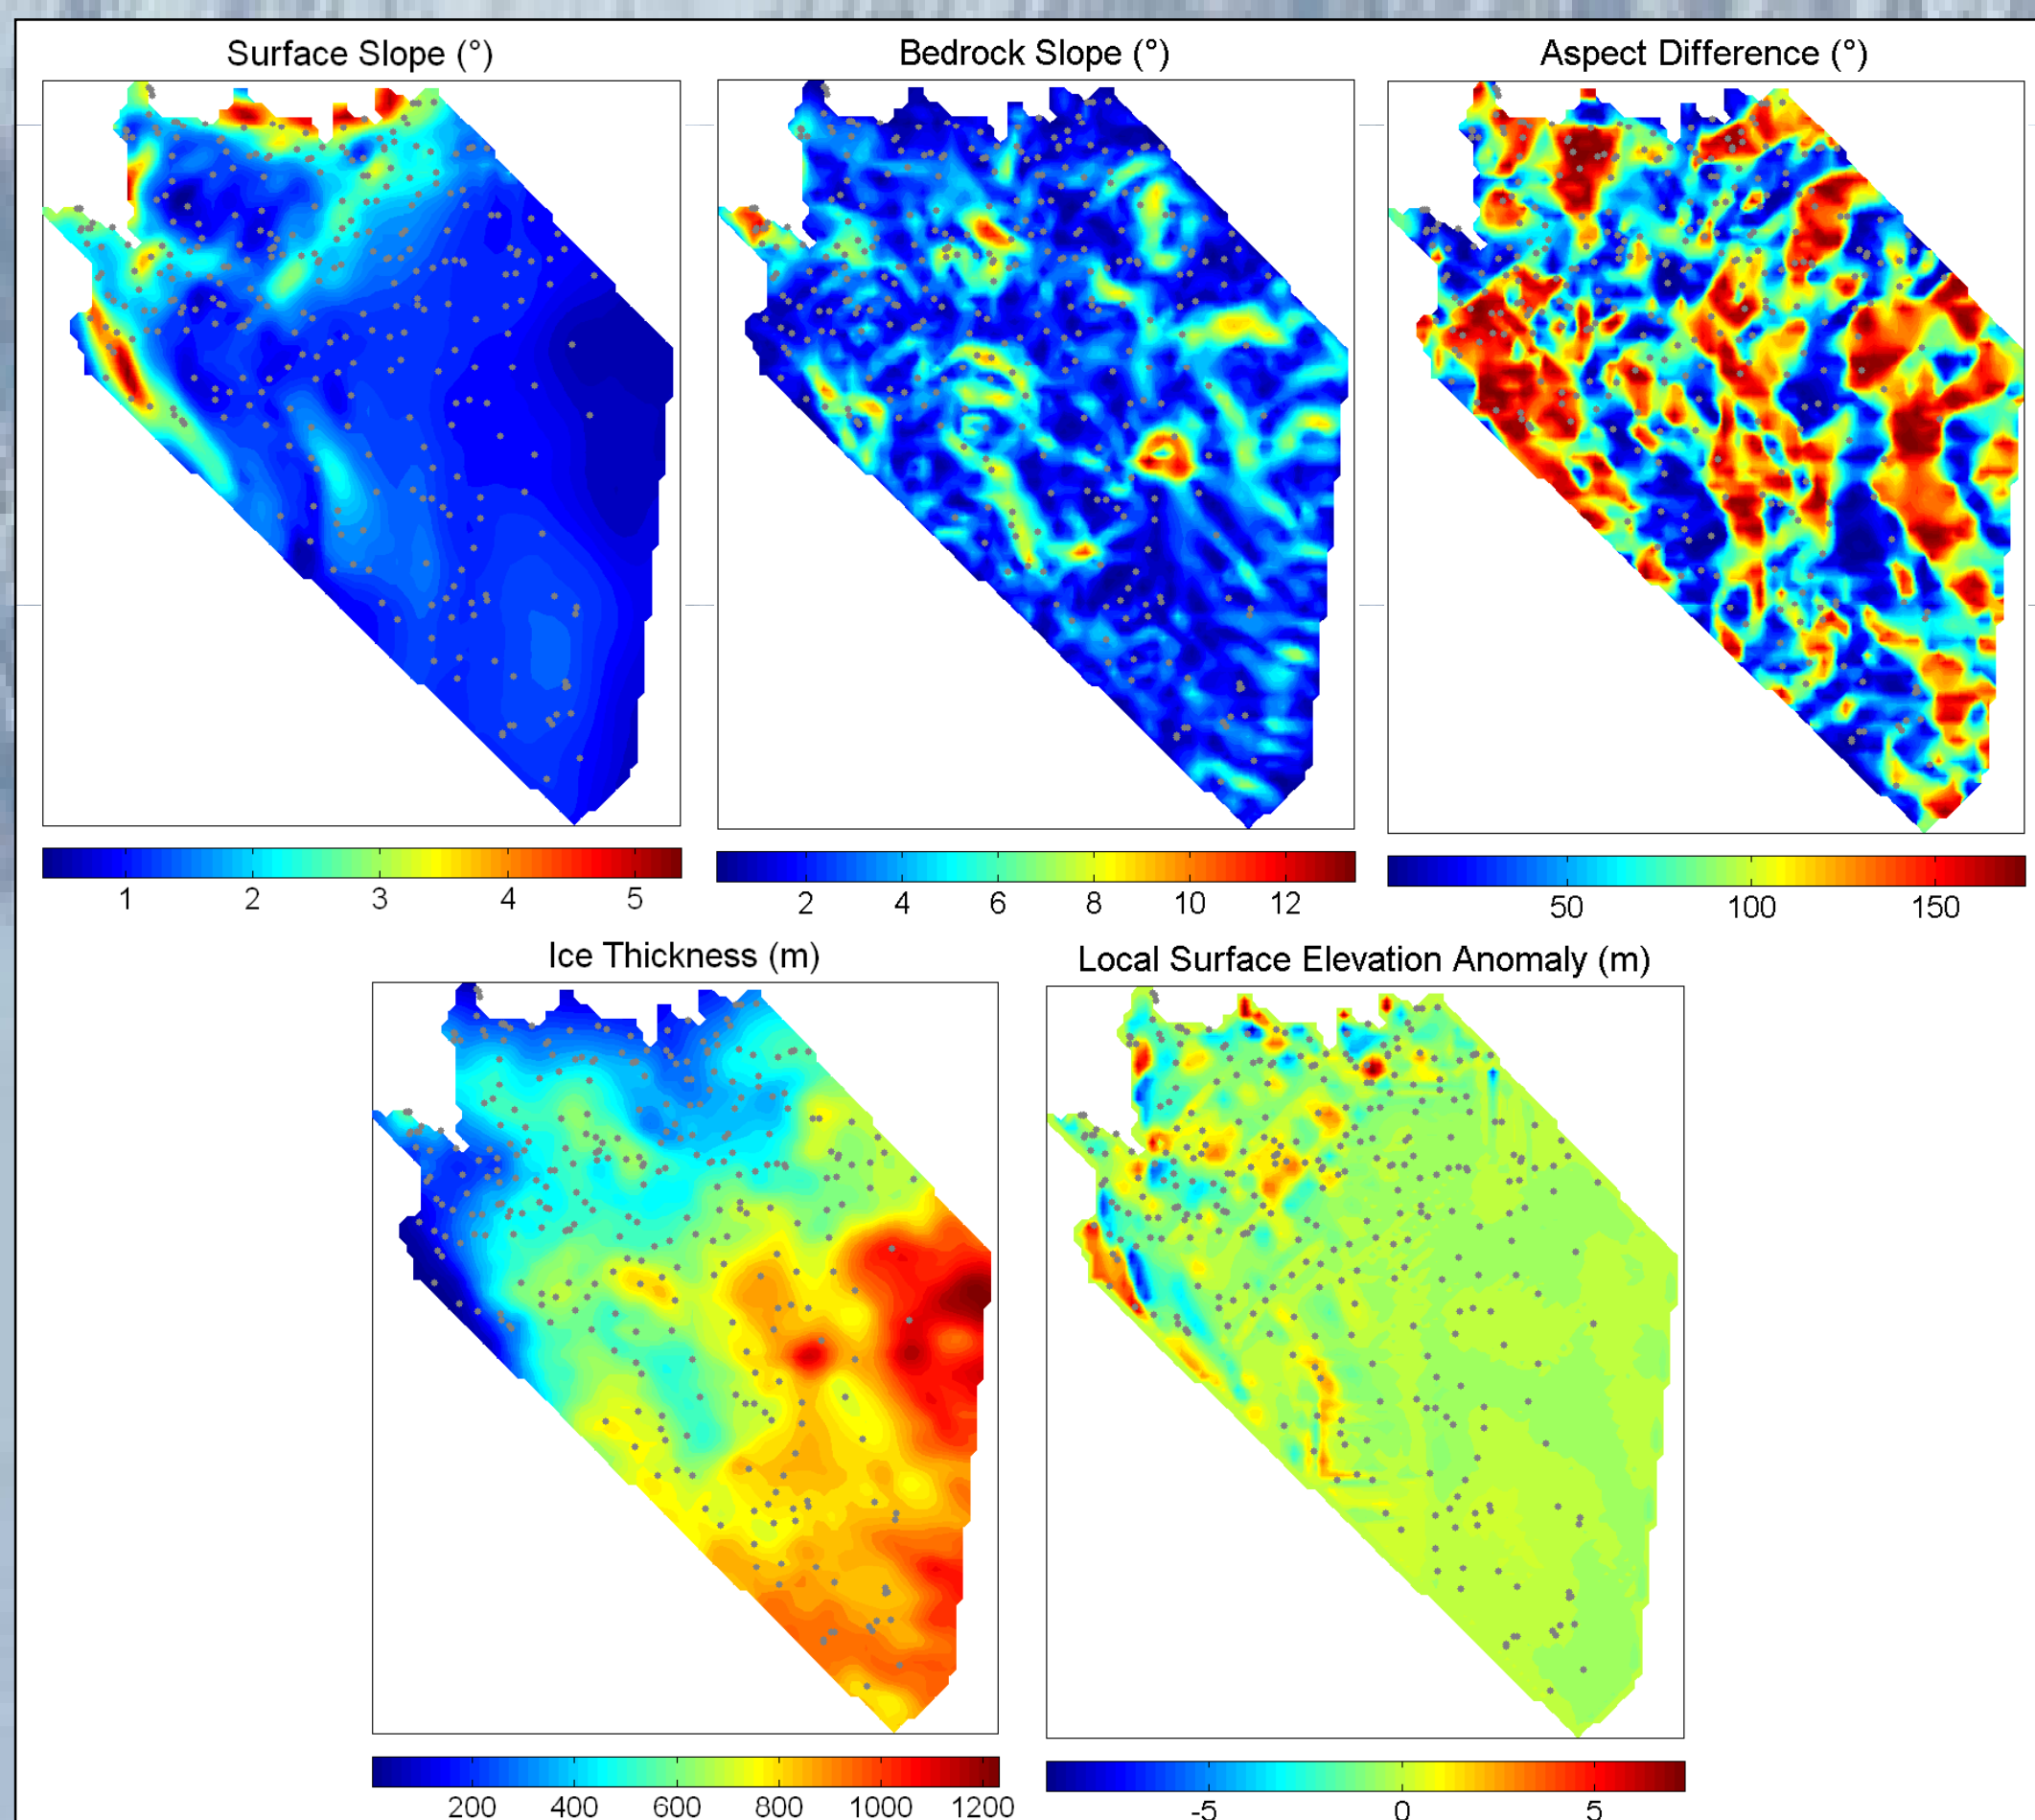 Surface Slope (°)
Bedrock Slope (°)
Aspect Difference (°)
1 2 3 4 5
2 4 6 8 10 12
50 100 150
Ice Thickness (m)
Local Surface Elevation Anomaly (m)
200 400 600 800 1000 1200
-5 0 5